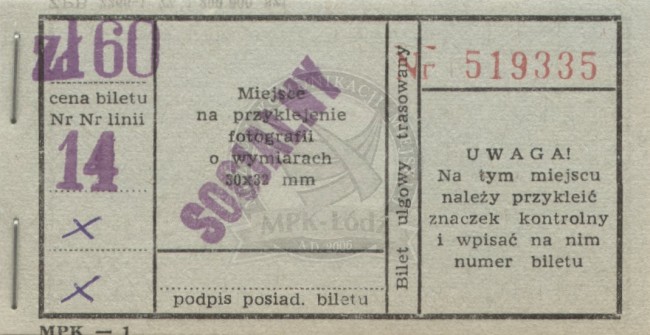 zł 60
cena biletu
Nr Nr linii
14
x
x
Miejsce
na przyklejenie
fotografii
o wymiarach
30X32 mm
SOCJALNY
podpis posiad. biletu
Bilet ulgowy trasowany
Nr 519335
UWAGA!
Na tym miejscu
należy przykleić
znaczek kontrolny
i wpisać na nim
numer biletu
MPK-Łódź
A.D. 2006
MPK — 1